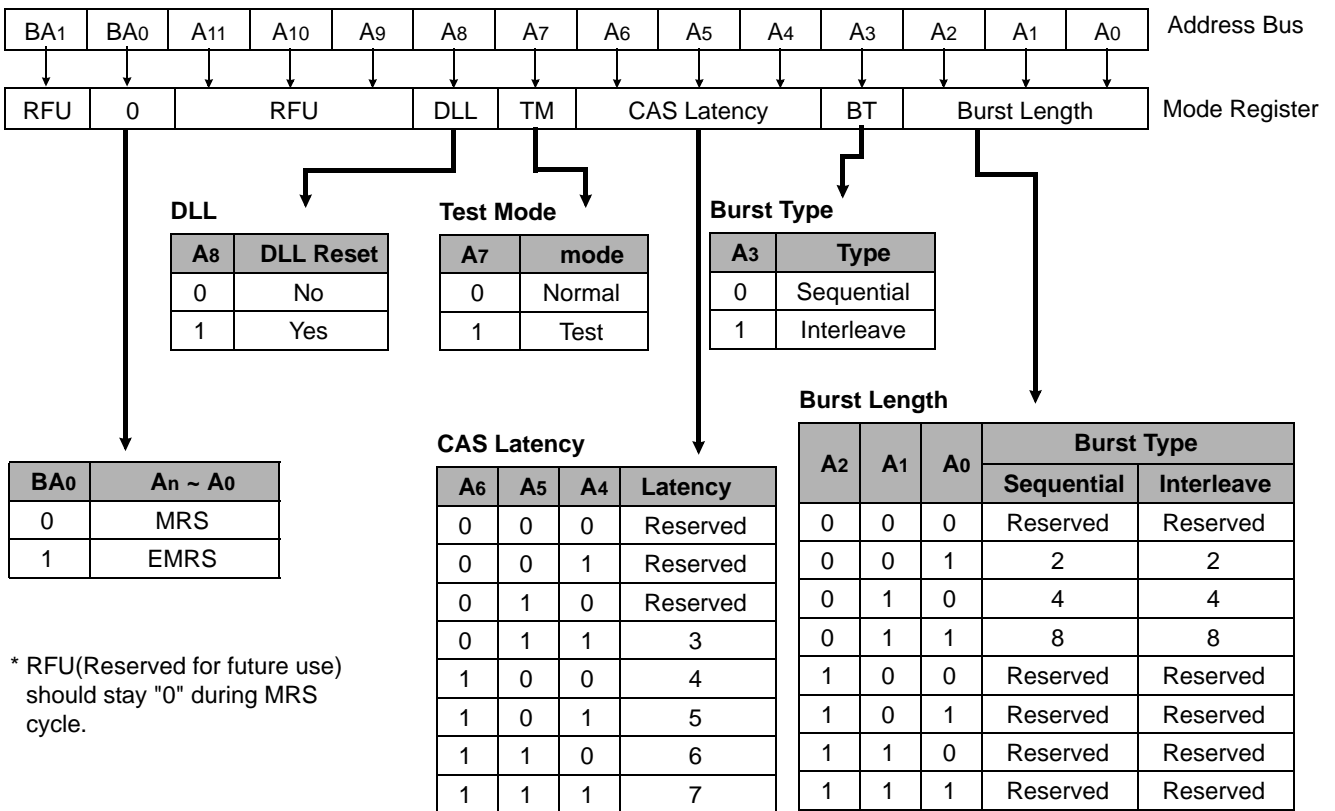 BA1 BA0 A11 A10 A9 A8 A7 A6 A5 A4 A3 A2 A1 A0 Address Bus
RFU 0 RFU DLL TM CAS Latency BT Burst Length Mode Register
DLL
A8 DLL Reset
0 No
1 Yes
Test Mode
A7 mode
0 Normal
1 Test
Burst Type
A3 Type
0 Sequential
1 Interleave
BA0 An ~ A0
0 MRS
1 EMRS
* RFU(Reserved for future use)
should stay "0" during MRS
cycle.
CAS Latency
A6 A5 A4 Latency
0 0 0 Reserved
0 0 1 Reserved
0 1 0 Reserved
0 1 1 3
1 0 0 4
1 0 1 5
1 1 0 6
1 1 1 7
Burst Length
A2 A1 A0 Burst Type
Sequential Interleave
0 0 0 Reserved Reserved
0 0 1 2 2
0 1 0 4 4
0 1 1 8 8
1 0 0 Reserved Reserved
1 0 1 Reserved Reserved
1 1 0 Reserved Reserved
1 1 1 Reserved Reserved